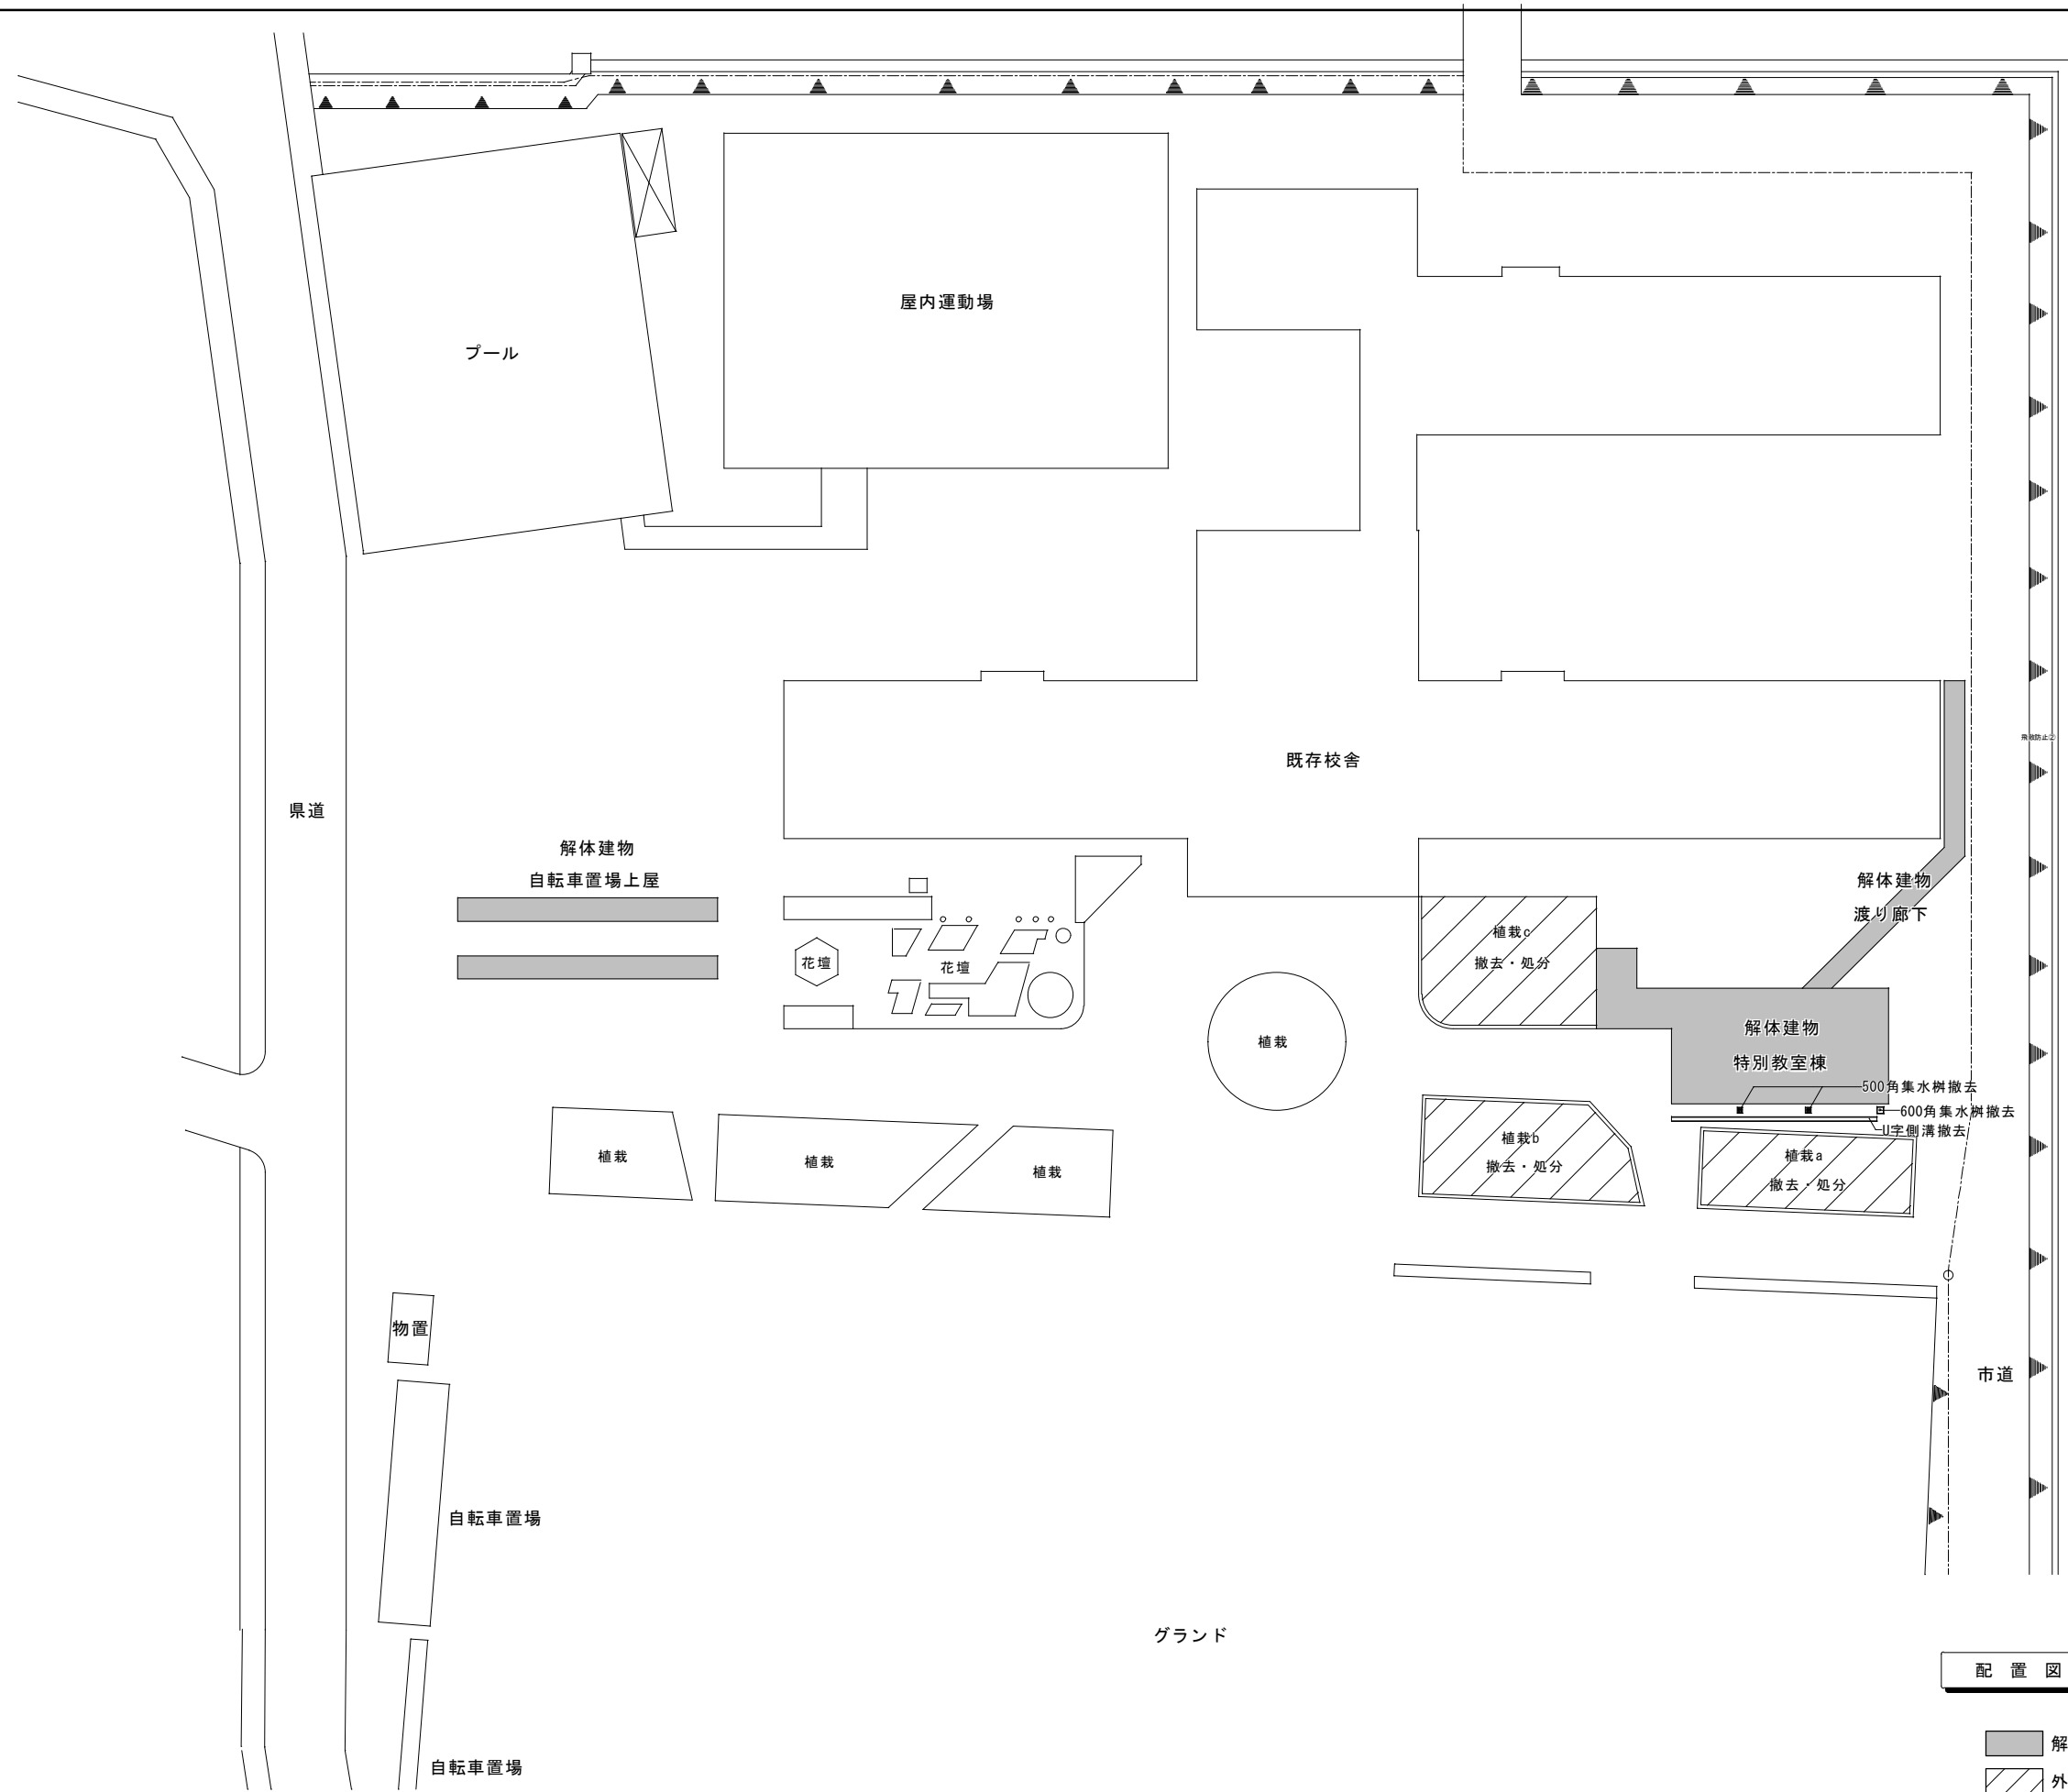 屋内運動場
プール
飛散防止②
既存校舎
県道
解体建物
自転車置場上屋
解体建物
渡り廊下
植栽c
撤去・処分
花壇
花壇
解体建物
特別教室棟
植栽
500角集水桝撤去
600角集水桝撤去
U字側溝撤去
植栽b
撤去・処分
植栽a
撤去・処分
植栽
植栽
植栽
物置
市道
自転車置場
グランド
配置図
解
外
自転車置場